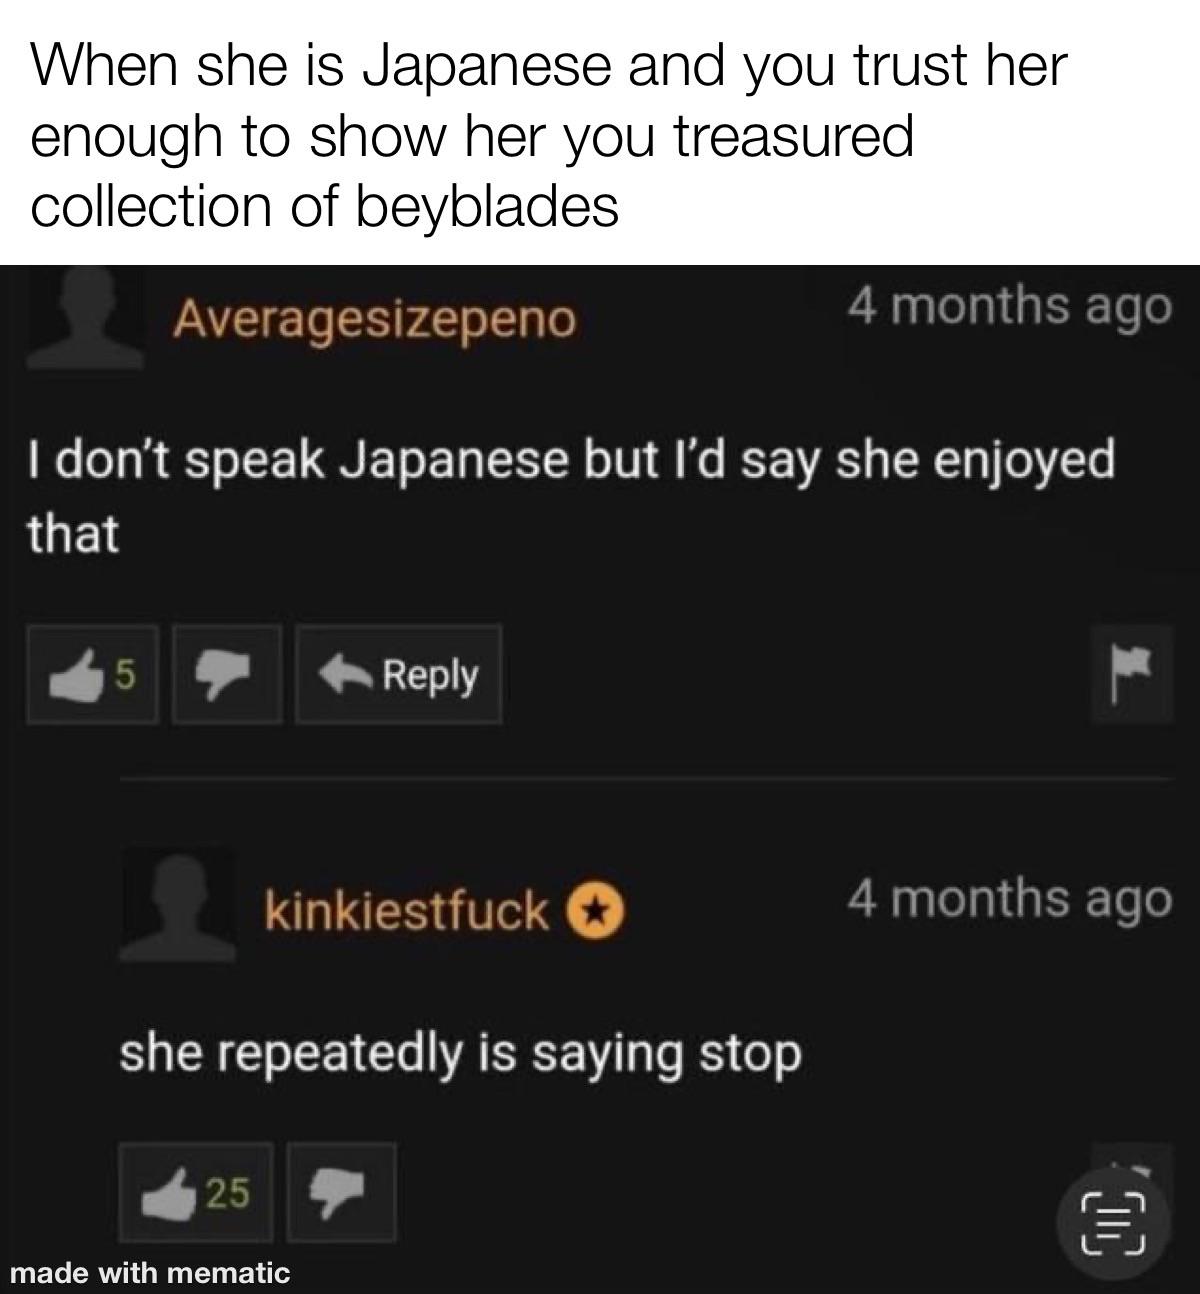 When she is Japanese and you trust her
enough to show her you treasured
collection of beyblades
Averagesizepeno
4 months ago
I don't speak Japanese but I'd say she enjoyed
that
5
Reply
kinkiestfuck
4 months ago
she repeatedly is saying stop
25
made with mematic